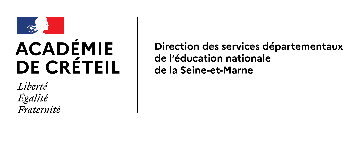 ACADÉMIE
DE CRÉTEIL
Liberté
Égalité
Fraternité
Direction des services départementaux
de l'éducation nationale
de la Seine-et-Marne